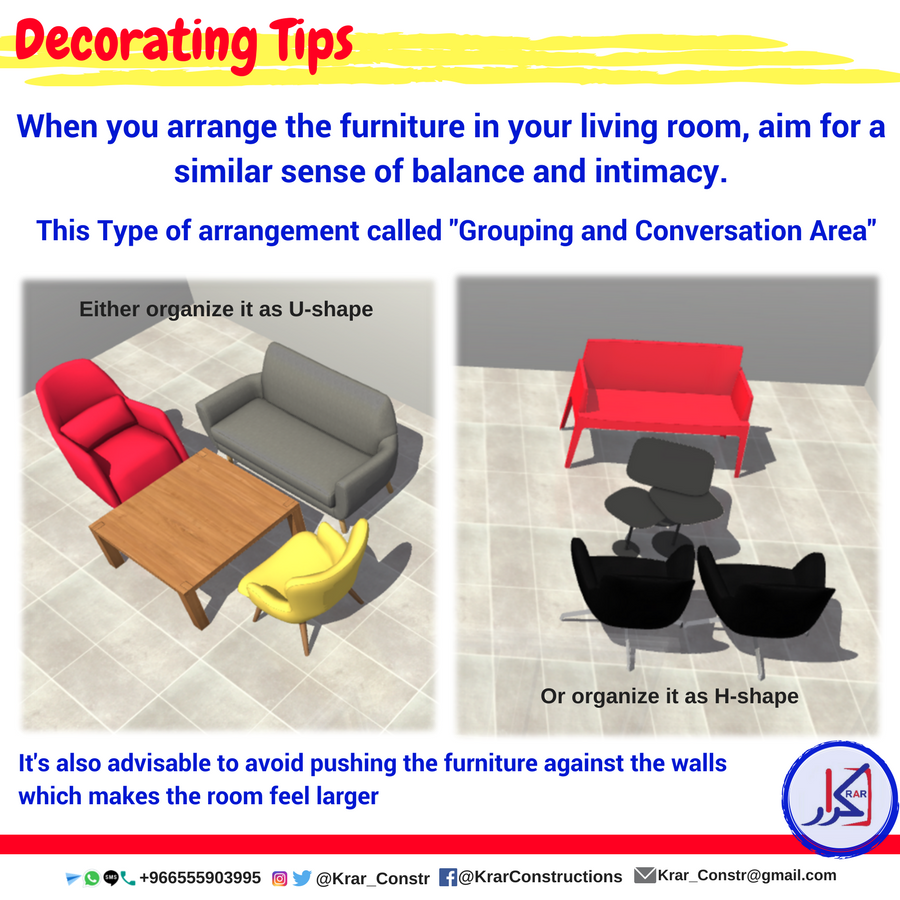 Decorating Tips
When you arrange the furniture in your living room, aim for a
similar sense of balance and intimacy.
This Type of arrangement called "Grouping and Conversation Area"
Either organize it as U-shape
Or organize it as H-shape
It's also advisable to avoid pushing the furniture against the walls
which makes the room feel larger
KRAR
كرار
SMS
+966555903995 @Krar_Constr @KrarConstructions Krar_Constr@gmail.com